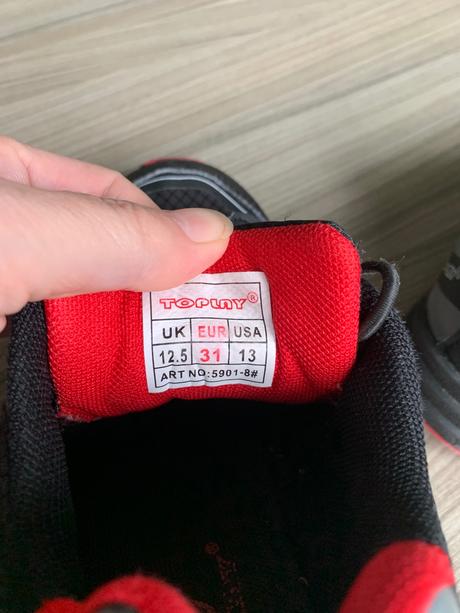 TOPLAY®
UK EUR USA
12.5 31 13
ART NO:5901-8#